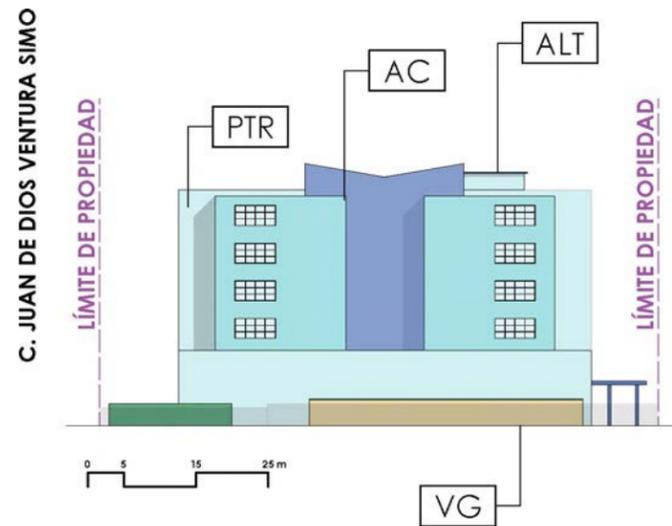 C. JUAN DE DIOS VENTURA SIMO
LÍMITE DE PROPIEDAD
PTR
AC
ALT
LÍMITE DE PROPIEDAD
0 5 15 25 m
VG